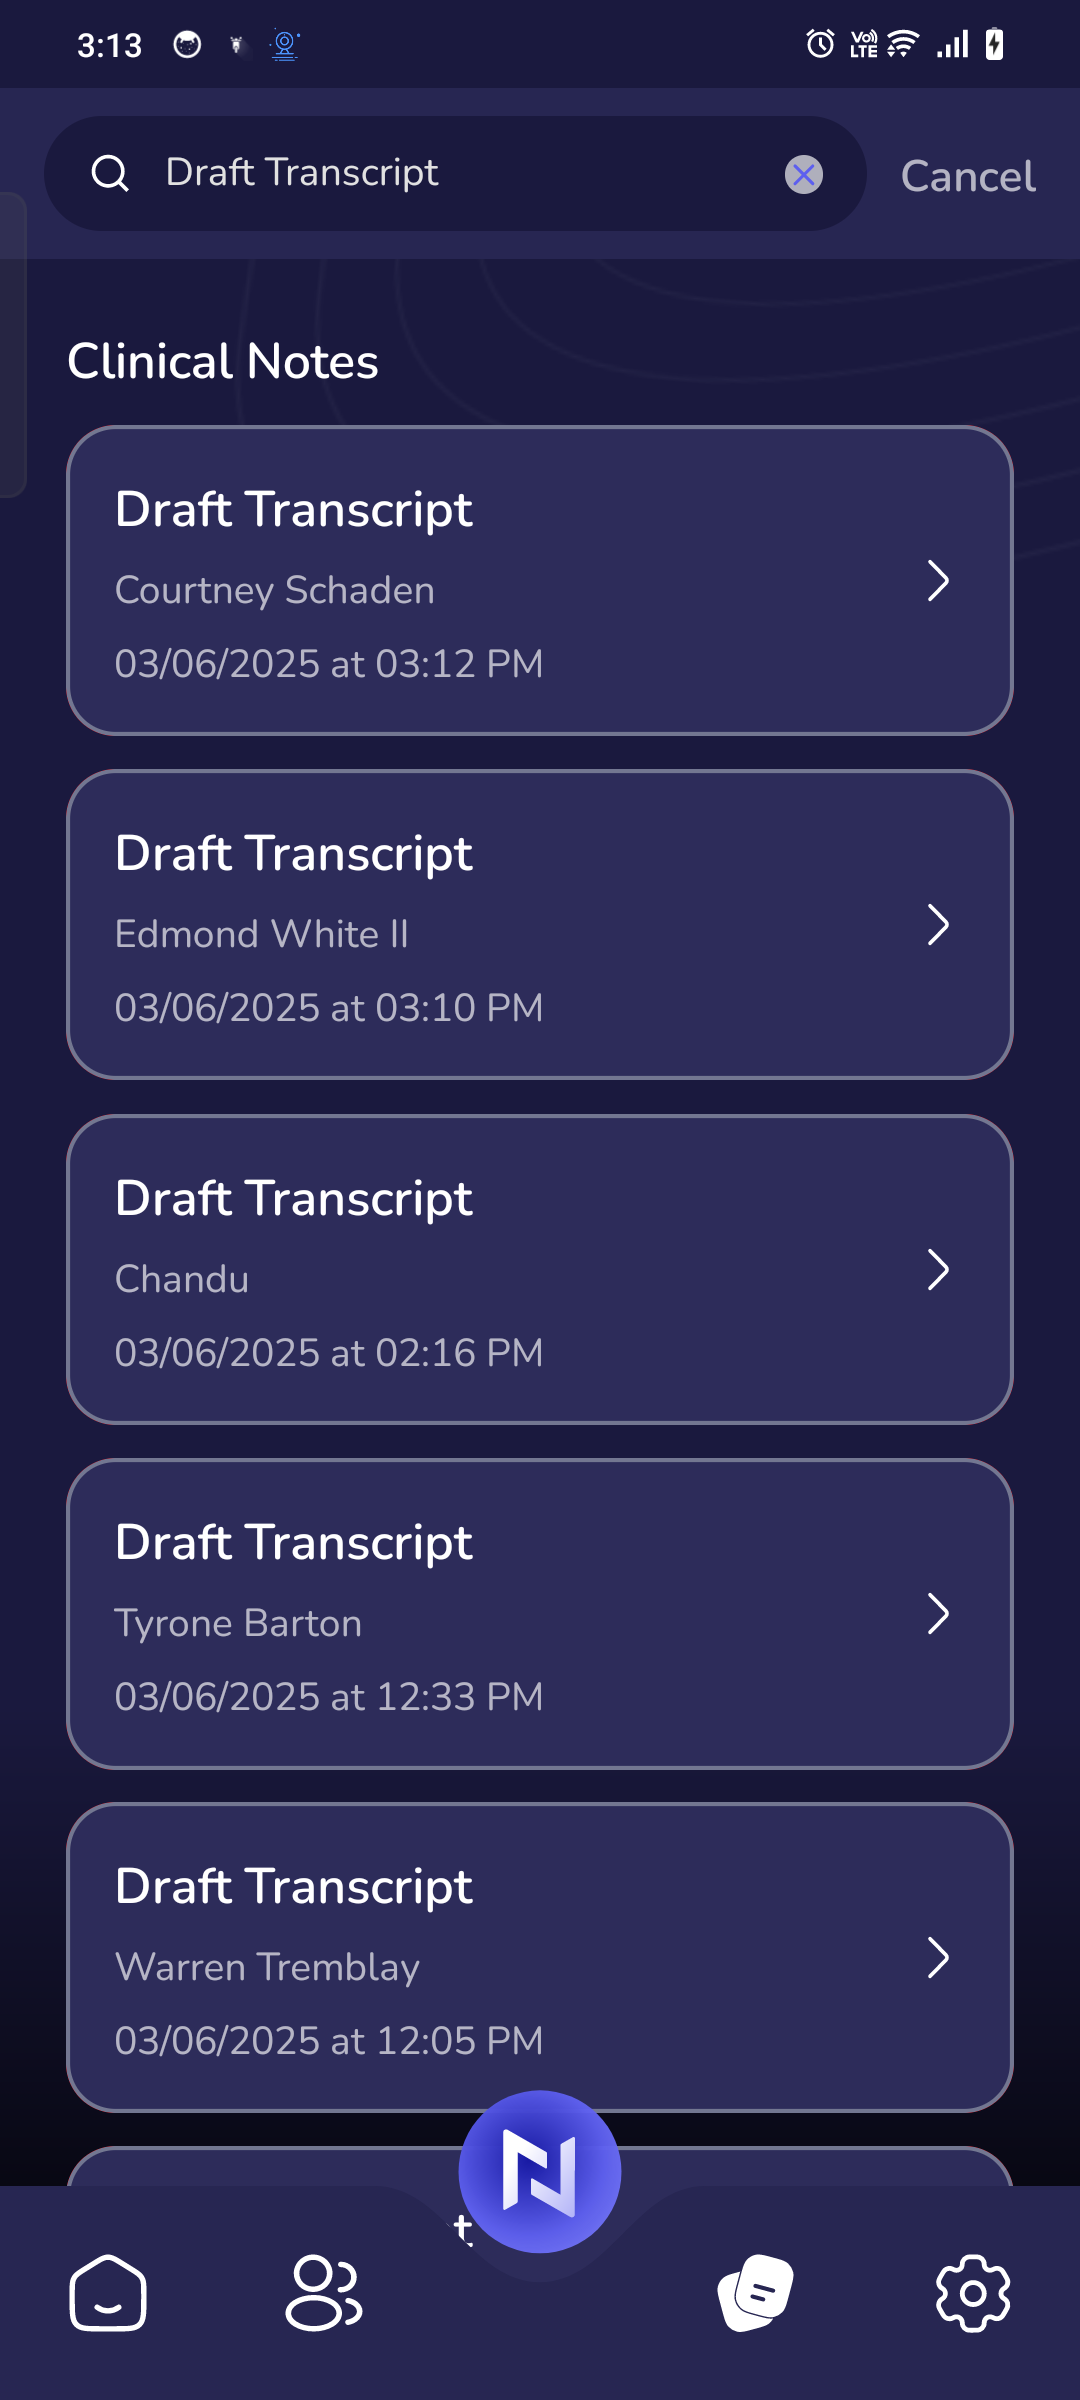 3:13
Vo))
LTE
Draft Transcript
Cancel
Clinical Notes
Draft Transcript
Courtney Schaden
03/06/2025 at 03:12 PM
Draft Transcript
Edmond White II
03/06/2025 at 03:10 PM
Draft Transcript
Chandu
03/06/2025 at 02:16 PM
Draft Transcript
Tyrone Barton
03/06/2025 at 12:33 PM
Draft Transcript
Warren Tremblay
03/06/2025 at 12:05 PM
t